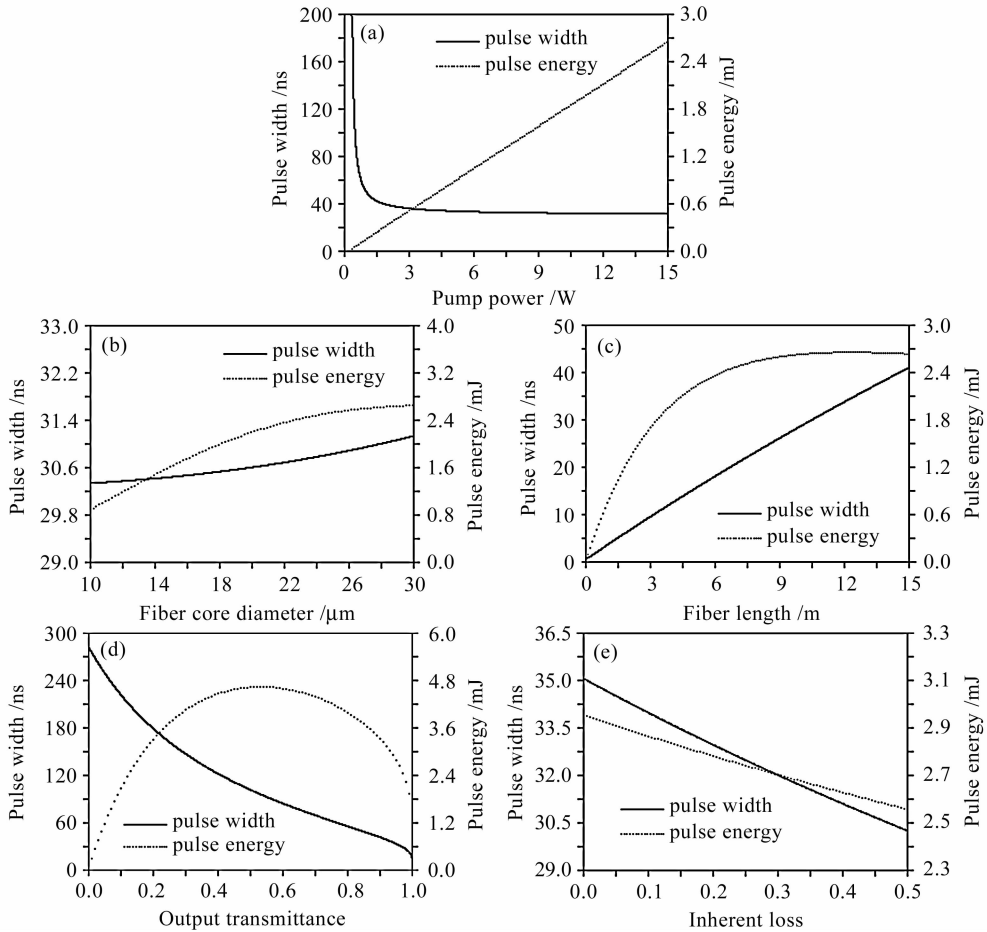 (a)
pulse width
pulse energy
Pulse width /ns
200
160
120
80
40
0
Pulse energy /mJ
3.0
2.4
1.8
1.2
0.6
0.0
0 3 6 9 12 15
Pump power /W
(b)
pulse width
pulse energy
Pulse width /ns
33.0
32.2
31.4
30.6
29.8
29.0
Pulse energy /mJ
4.0
3.2
2.4
1.6
0.8
0.0
10 14 18 22 26 30
Fiber core diameter /μm
(c)
pulse width
pulse energy
Pulse width /ns
50
40
30
20
10
0
Pulse energy /mJ
3.0
2.4
1.8
1.2
0.6
0.0
0 3 6 9 12 15
Fiber length /m
(d)
pulse width
pulse energy
Pulse width /ns
300
240
180
120
60
0
Pulse energy /mJ
6.0
4.8
3.6
2.4
1.2
0.0
0.0 0.2 0.4 0.6 0.8 1.0
Output transmittance
(e)
pulse width
pulse energy
Pulse width /ns
36.5
35.0
33.5
32.0
30.5
29.0
Pulse energy /mJ
3.3
3.1
2.9
2.7
2.5
2.3
0.0 0.1 0.2 0.3 0.4 0.5
Inherent loss